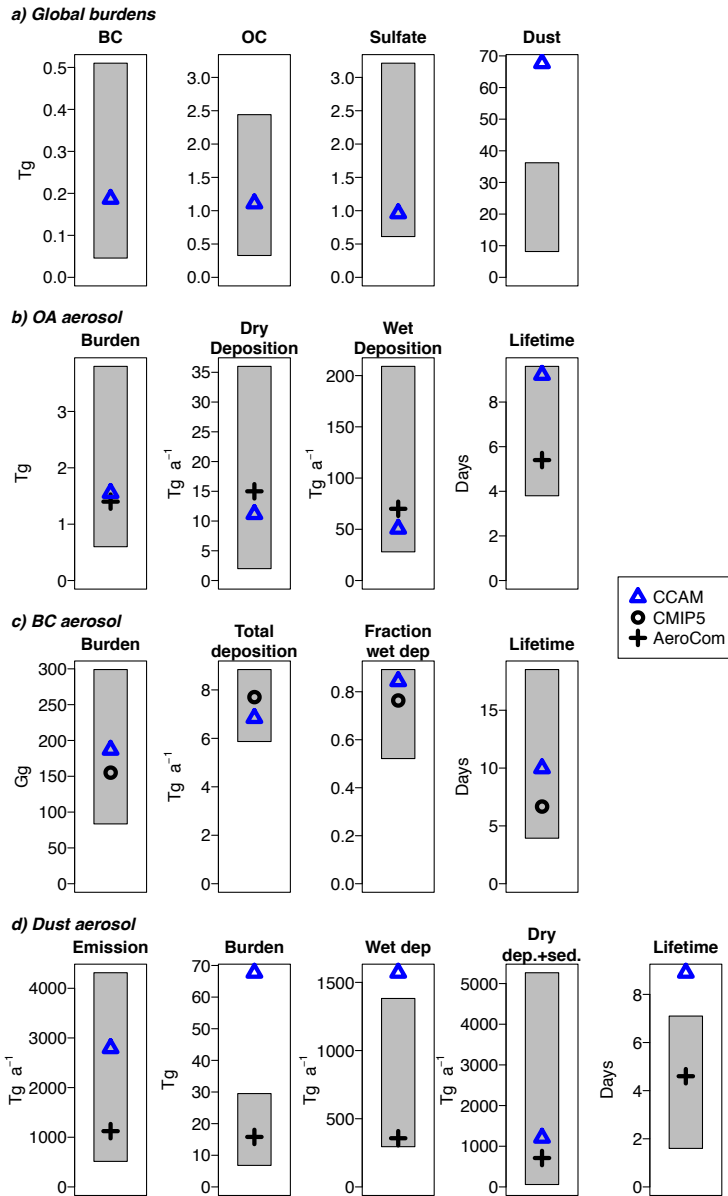 a) Global burdens
BC
OC
Sulfate
Dust
Tg
0.5
0.4
0.3
0.2
0.1
0.0
3.0
2.5
2.0
1.5
1.0
0.5
0.0
3.0
2.5
2.0
1.5
1.0
0.5
0.0
70
60
50
40
30
20
10
0
b) OA aerosol
Burden
Dry
Deposition
Wet
Deposition
Lifetime
Tg
3
2
1
0
Tg a⁻¹
35
30
25
20
15
10
5
0
Tg a⁻¹
200
150
100
50
0
Days
8
6
4
2
0
CCAM
CMIP5
AeroCom
c) BC aerosol
Burden
Total
deposition
Fraction
wet dep
Lifetime
Gg
300
250
200
150
100
50
0
Tg a⁻¹
8
6
4
2
0
0.8
0.6
0.4
0.2
0.0
Days
15
10
5
0
d) Dust aerosol
Emission
Burden
Wet dep
Dry
dep.+sed.
Lifetime
Tg a⁻¹
4000
3000
2000
1000
0
Tg
70
60
50
40
30
20
10
0
Tg a⁻¹
1500
1000
500
0
Tg a⁻¹
5000
4000
3000
2000
1000
0
Days
8
6
4
2
0